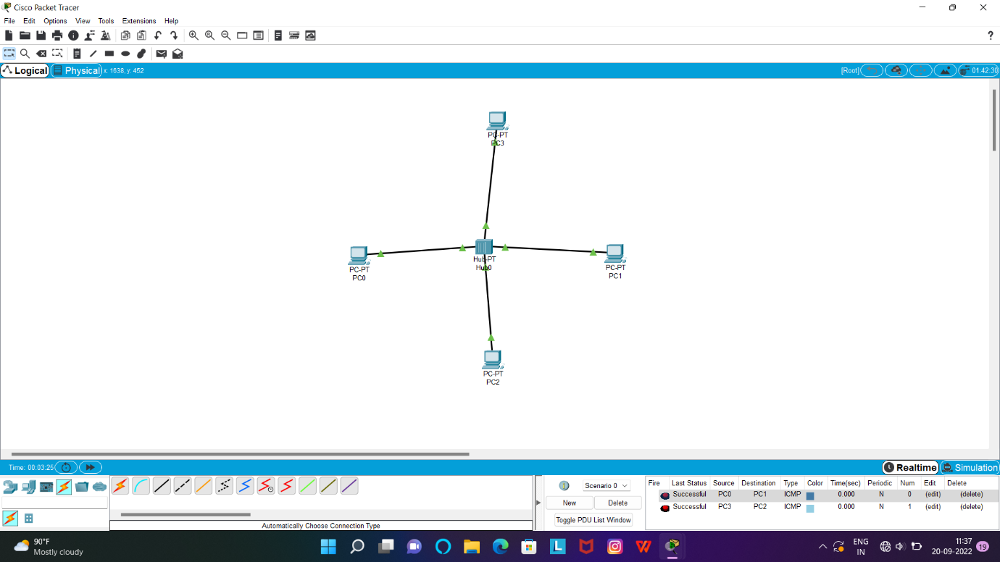 Cisco Packet Tracer
File Edit Options View Tools Extensions Help
?
Logical Physical x: 1638, y: 452 [Root] 01:42:30
PC-PT
PC3
PC-PT
PC0
Hub-PT
Hub0
PC-PT
PC1
PC-PT
PC2
Time: 00:03:25 Realtime Simulation
Scenario 0
New Delete
Toggle PDU List Window
Fire Last Status Source Destination Type Color Time(sec) Periodic Num Edit Delete
Successful PC0 PC1 ICMP 0.000 N 0 (edit) (delete)
Successful PC3 PC2 ICMP 0.000 N 1 (edit) (delete)
Automatically Choose Connection Type
90°F
Mostly cloudy
L
W
ENG
IN
11:37
20-09-2022
19